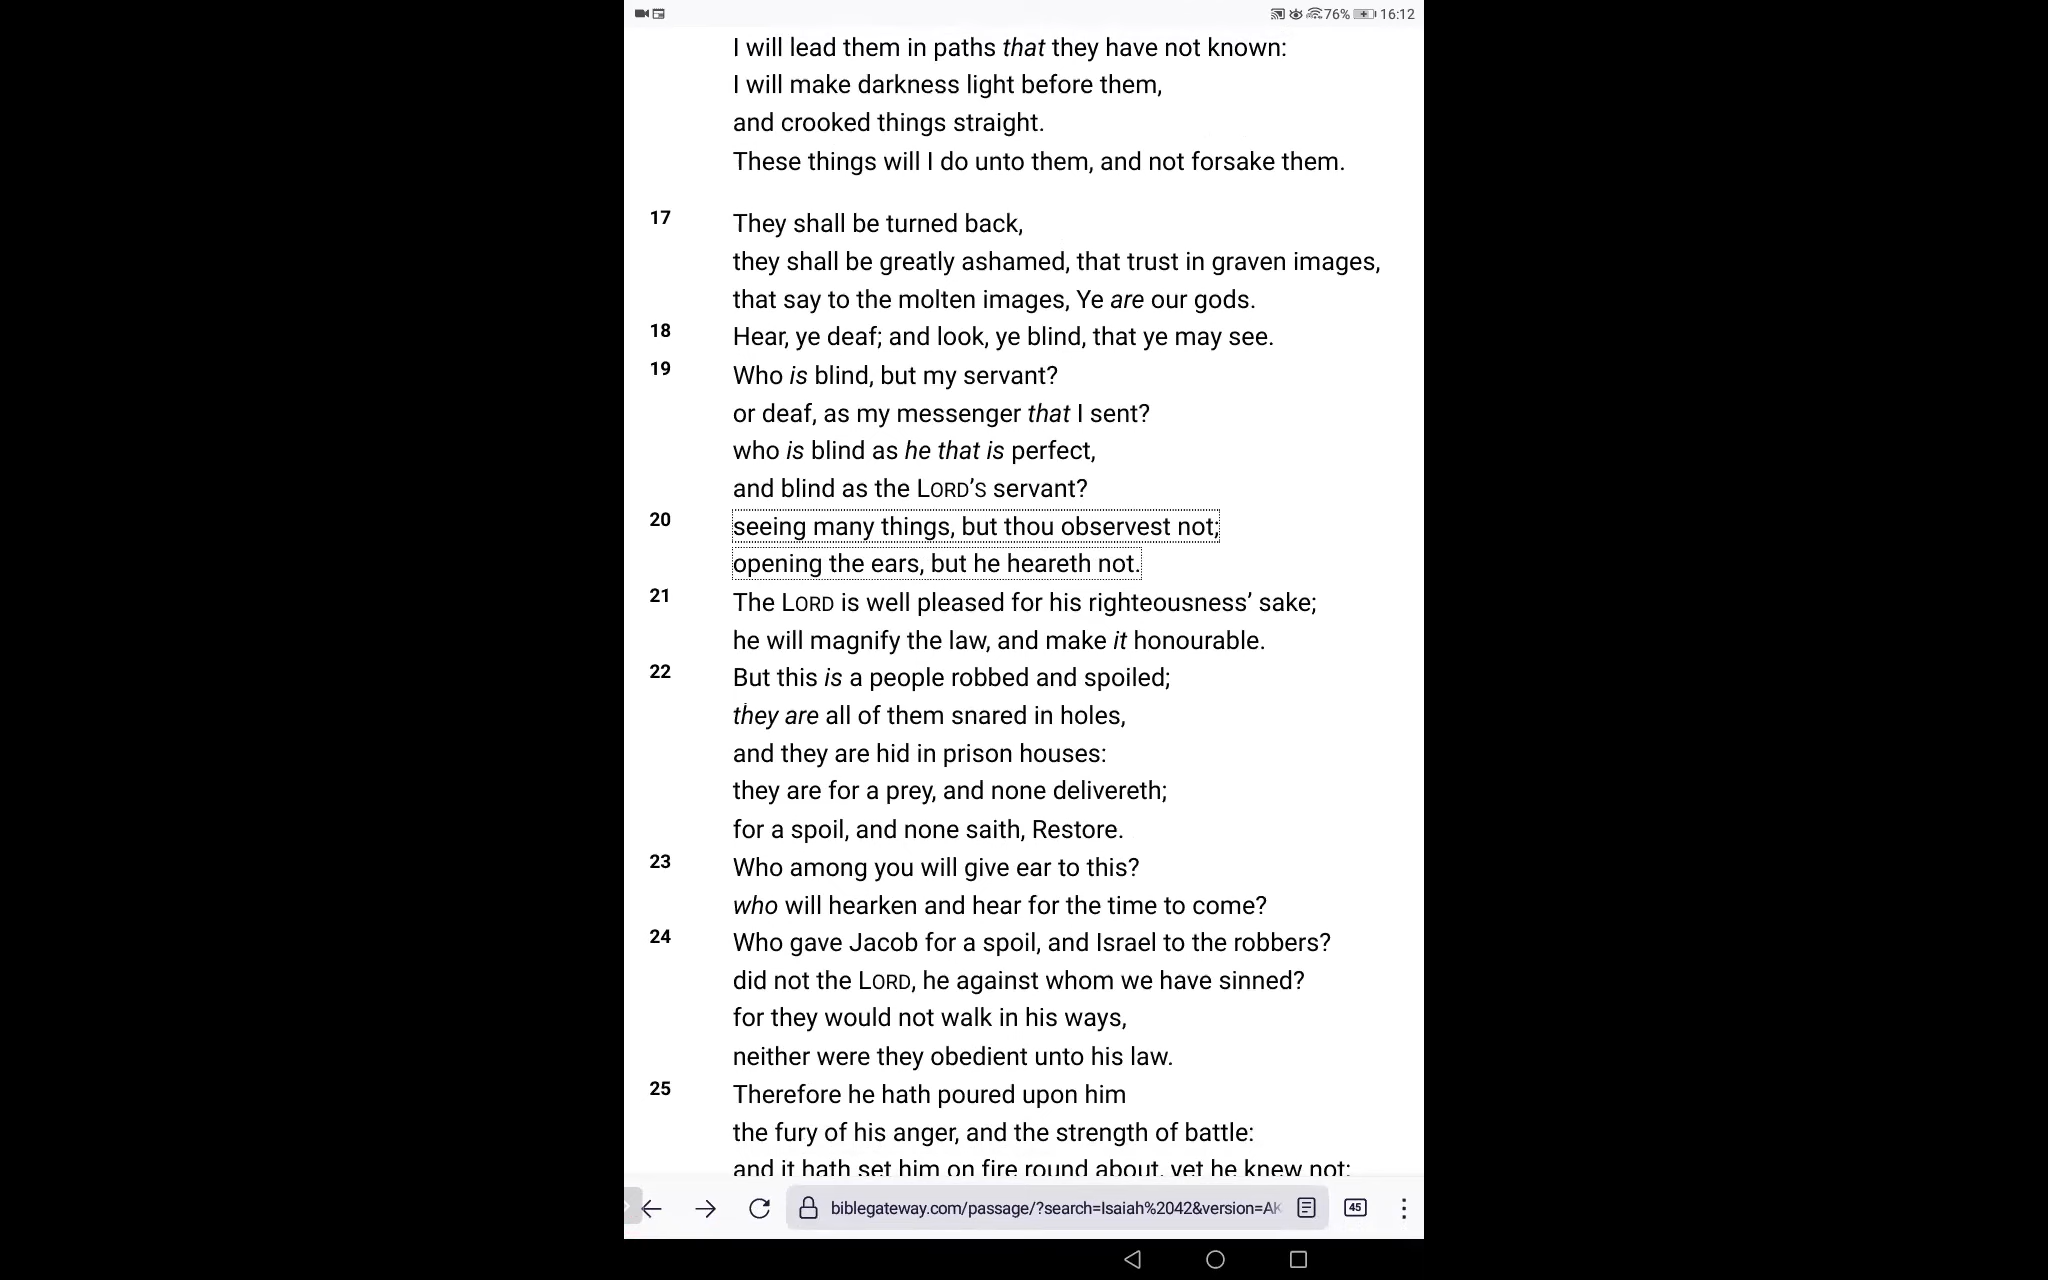 76% 16:12
I will lead them in paths that they have not known:
I will make darkness light before them,
and crooked things straight.
These things will I do unto them, and not forsake them.
17 They shall be turned back,
they shall be greatly ashamed, that trust in graven images,
that say to the molten images, Ye are our gods.
18 Hear, ye deaf; and look, ye blind, that ye may see.
19 Who is blind, but my servant?
or deaf, as my messenger that I sent?
who is blind as he that is perfect,
and blind as the LORD’S servant?
20 seeing many things, but thou observest not;
opening the ears, but he heareth not.
21 The LORD is well pleased for his righteousness’ sake;
he will magnify the law, and make it honourable.
22 But this is a people robbed and spoiled;
they are all of them snared in holes,
and they are hid in prison houses:
they are for a prey, and none delivereth;
for a spoil, and none saith, Restore.
23 Who among you will give ear to this?
who will hearken and hear for the time to come?
24 Who gave Jacob for a spoil, and Israel to the robbers?
did not the LORD, he against whom we have sinned?
for they would not walk in his ways,
neither were they obedient unto his law.
25 Therefore he hath poured upon him
the fury of his anger, and the strength of battle:
and it hath set him on fire round about, yet he knew not;
biblegateway.com/passage/?search=Isaiah%2042&version=AK 45